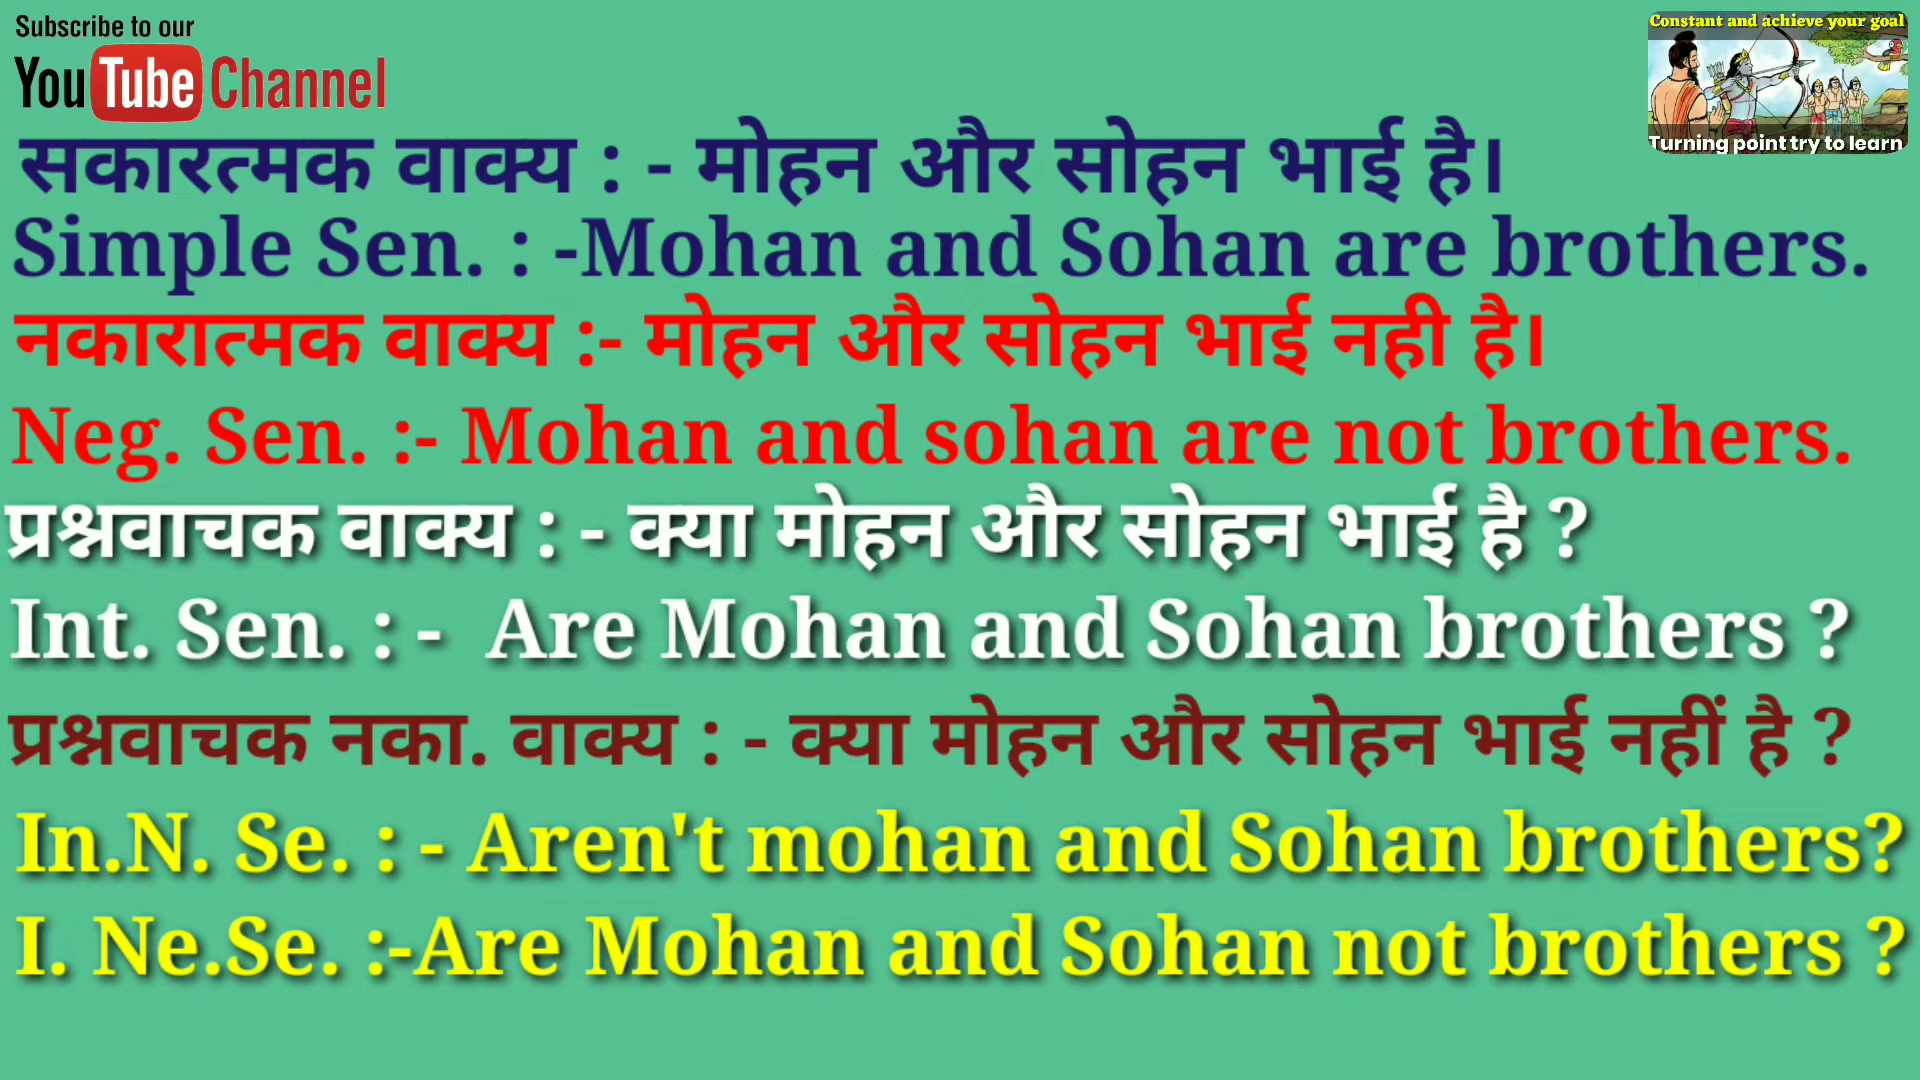 Subscribe to our
YouTube Channel
Constant and achieve your goal
Turning point try to learn
सकारत्मक वाक्य : - मोहन और सोहन भाई है।
Simple Sen. : -Mohan and Sohan are brothers.
नकारात्मक वाक्य :- मोहन और सोहन भाई नही है।
Neg. Sen. :- Mohan and sohan are not brothers.
प्रश्नवाचक वाक्य : - क्या मोहन और सोहन भाई है ?
Int. Sen. : - Are Mohan and Sohan brothers ?
प्रश्नवाचक नका. वाक्य : - क्या मोहन और सोहन भाई नहीं है ?
In.N. Se. : - Aren't mohan and Sohan brothers?
I. Ne.Se. :-Are Mohan and Sohan not brothers ?